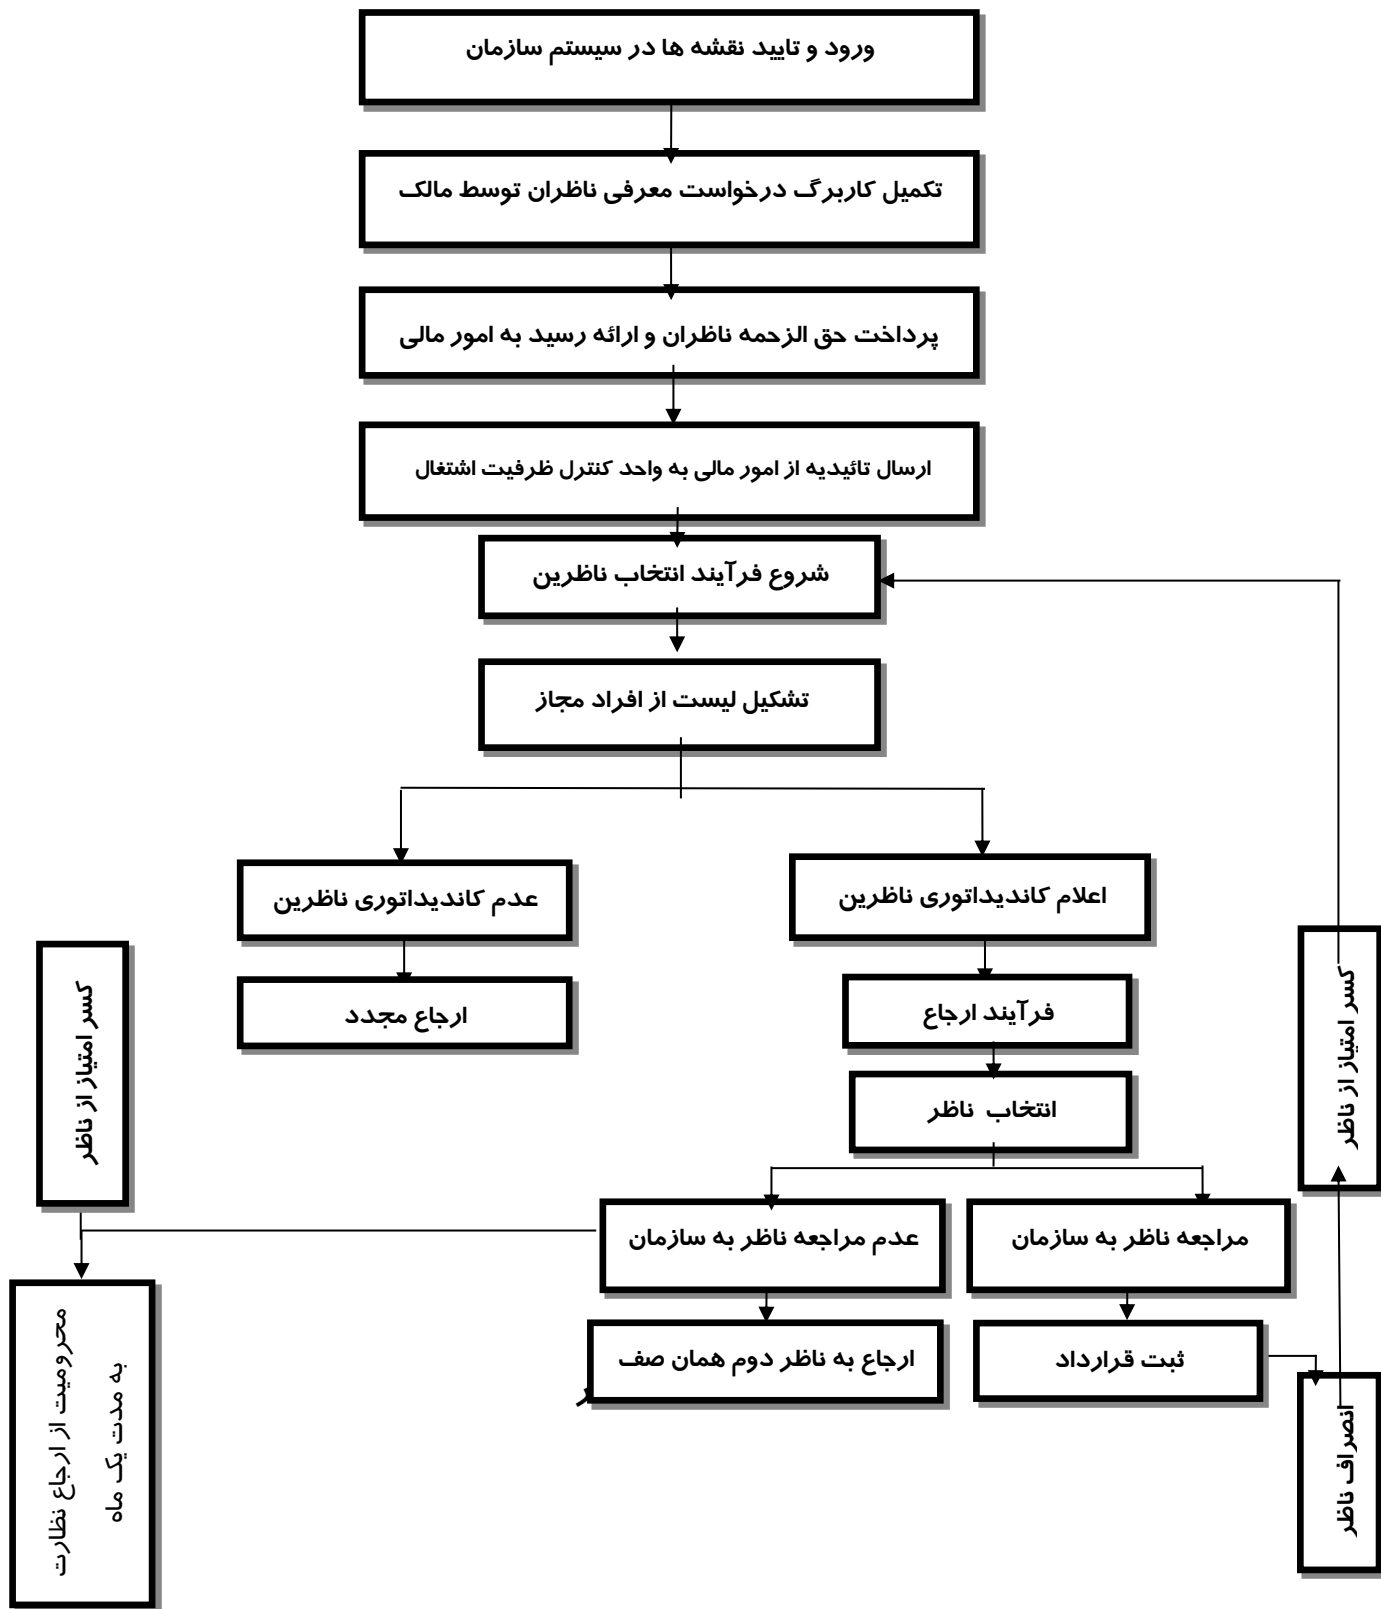 ورود و تایید نقشه ها در سیستم سازمان
تکمیل کاربرگ درخواست معرفی ناظران توسط مالک
پرداخت حق الزحمه ناظران و ارائه رسید به امور مالی
ارسال تائیدیه از امور مالی به واحد کنترل ظرفیت اشتغال
شروع فرآیند انتخاب ناظرین
تشکیل لیست از افراد مجاز
اعلام کاندیداتوری ناظرین
عدم کاندیداتوری ناظرین
فرآیند ارجاع
ارجاع مجدد
کسر امتیاز از ناظر
کسر امتیاز از ناظر
انتخاب ناظر
مراجعه ناظر به سازمان
عدم مراجعه ناظر به سازمان
ثبت قرارداد
ارجاع به ناظر دوم همان صف
انصراف ناظر
محرومیت از ارجاع نظارت
به مدت یک ماه